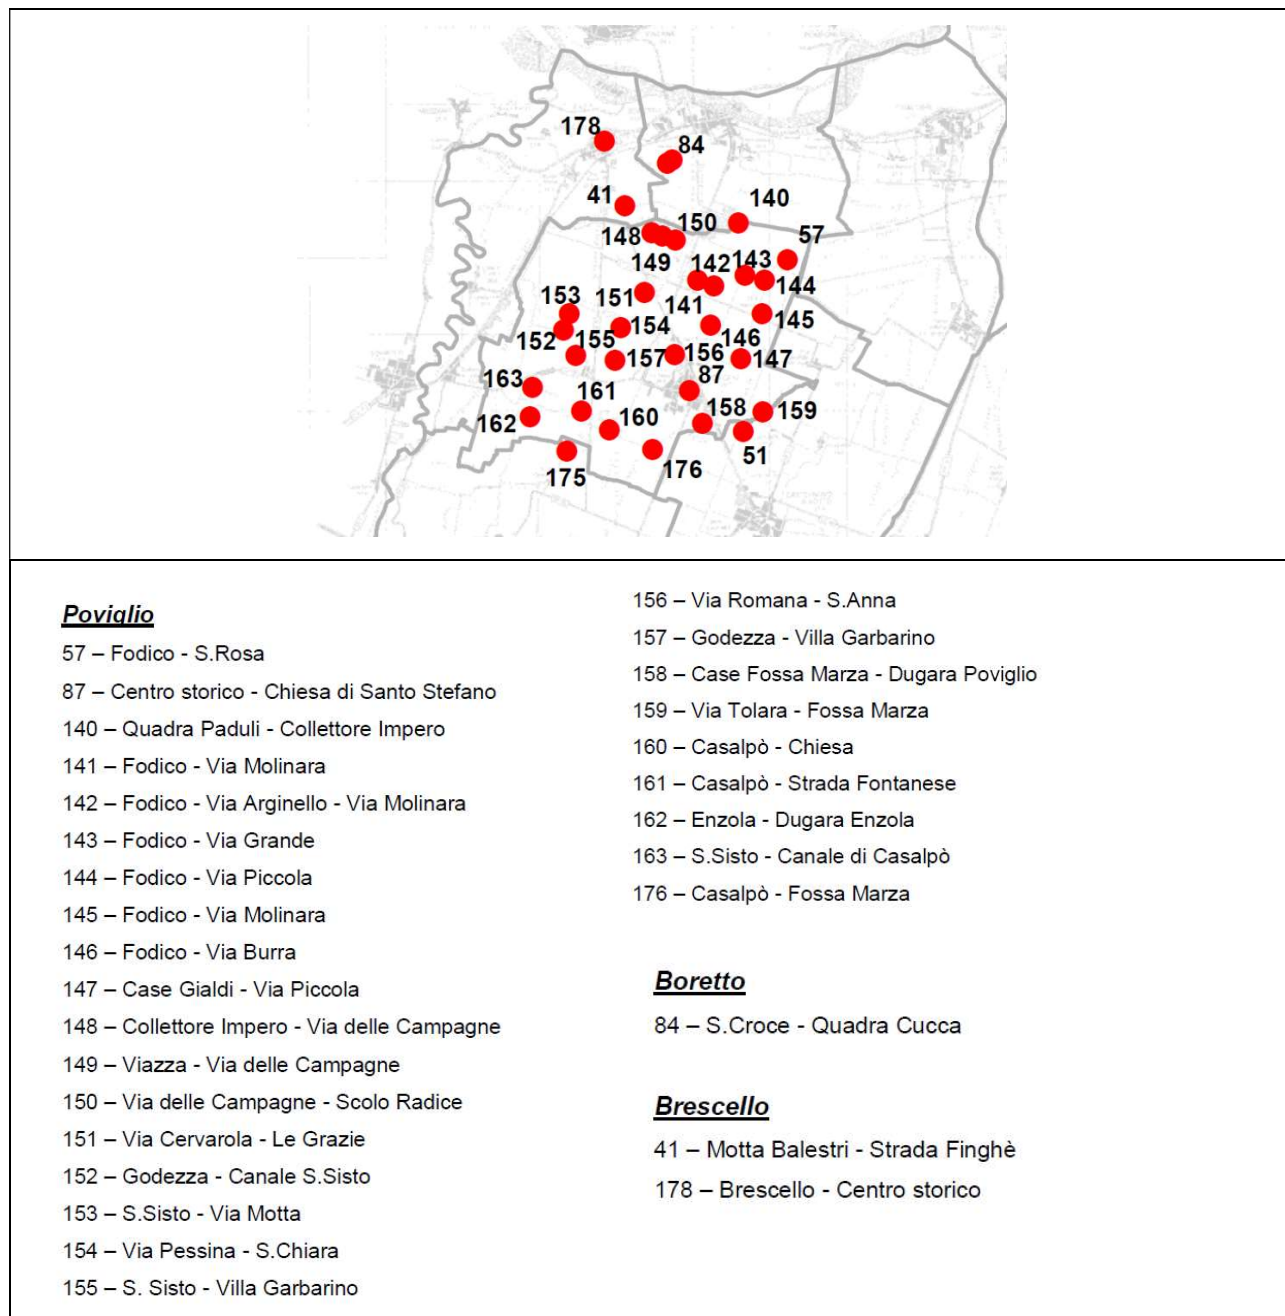 178
84
41
140
150
57
148
149
142
143
144
153
151
141
145
154
152
155
146
157
156
147
163
87
161
162
160
158
159
175
176
51
Poviglio
57 – Fodico - S.Rosa
87 – Centro storico - Chiesa di Santo Stefano
140 – Quadra Paduli - Collettore Impero
141 – Fodico - Via Molinara
142 – Fodico - Via Arginello - Via Molinara
143 – Fodico - Via Grande
144 – Fodico - Via Piccola
145 – Fodico - Via Molinara
146 – Fodico - Via Burra
147 – Case Gialdi - Via Piccola
148 – Collettore Impero - Via delle Campagne
149 – Viazza - Via delle Campagne
150 – Via delle Campagne - Scolo Radice
151 – Via Cervarola - Le Grazie
152 – Godezza - Canale S.Sisto
153 – S.Sisto - Via Motta
154 – Via Pessina - S.Chiara
155 – S. Sisto - Villa Garbarino
156 – Via Romana - S.Anna
157 – Godezza - Villa Garbarino
158 – Case Fossa Marza - Dugara Poviglio
159 – Via Tolara - Fossa Marza
160 – Casalpò - Chiesa
161 – Casalpò - Strada Fontanese
162 – Enzola - Dugara Enzola
163 – S.Sisto - Canale di Casalpò
176 – Casalpò - Fossa Marza
Boretto
84 – S.Croce - Quadra Cucca
Brescello
41 – Motta Balestri - Strada Finghè
178 – Brescello - Centro storico